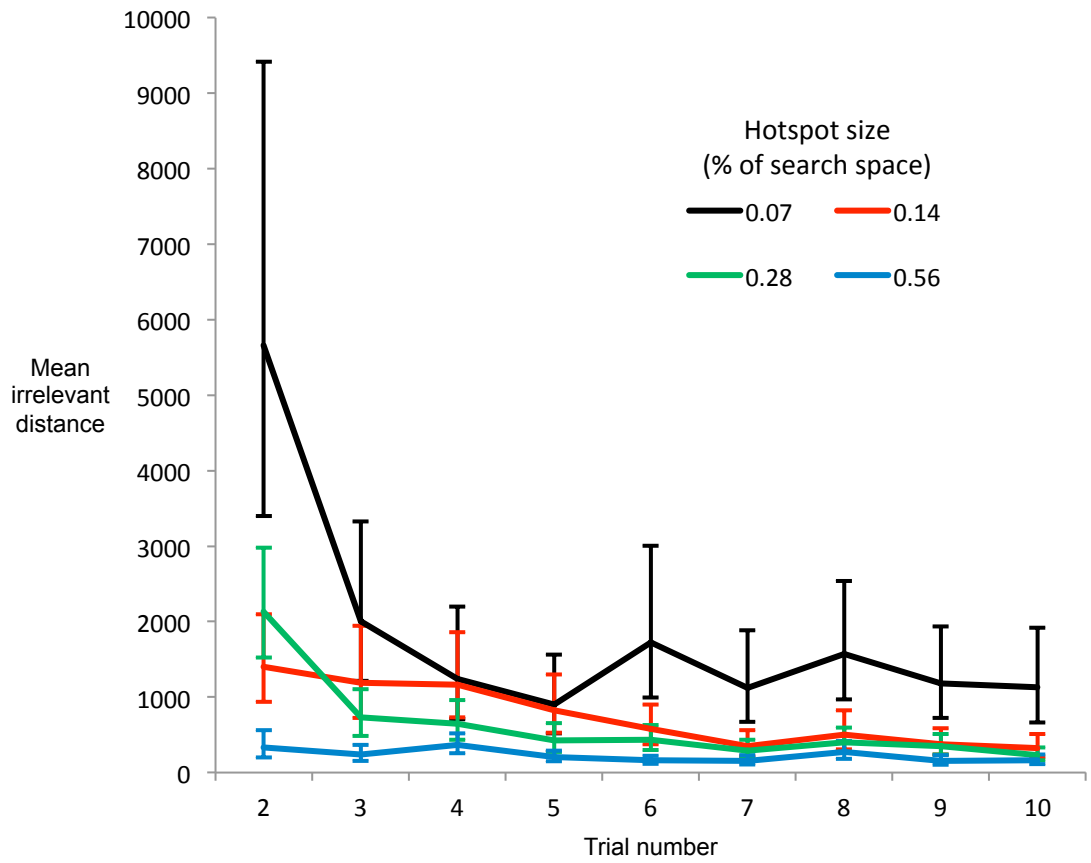 10000
9000
8000
7000
6000
5000
4000
3000
2000
1000
0
Mean
irrelevant
distance
Hotspot size
(% of search space)
0.07 0.14
0.28 0.56
2 3 4 5 6 7 8 9 10
Trial number